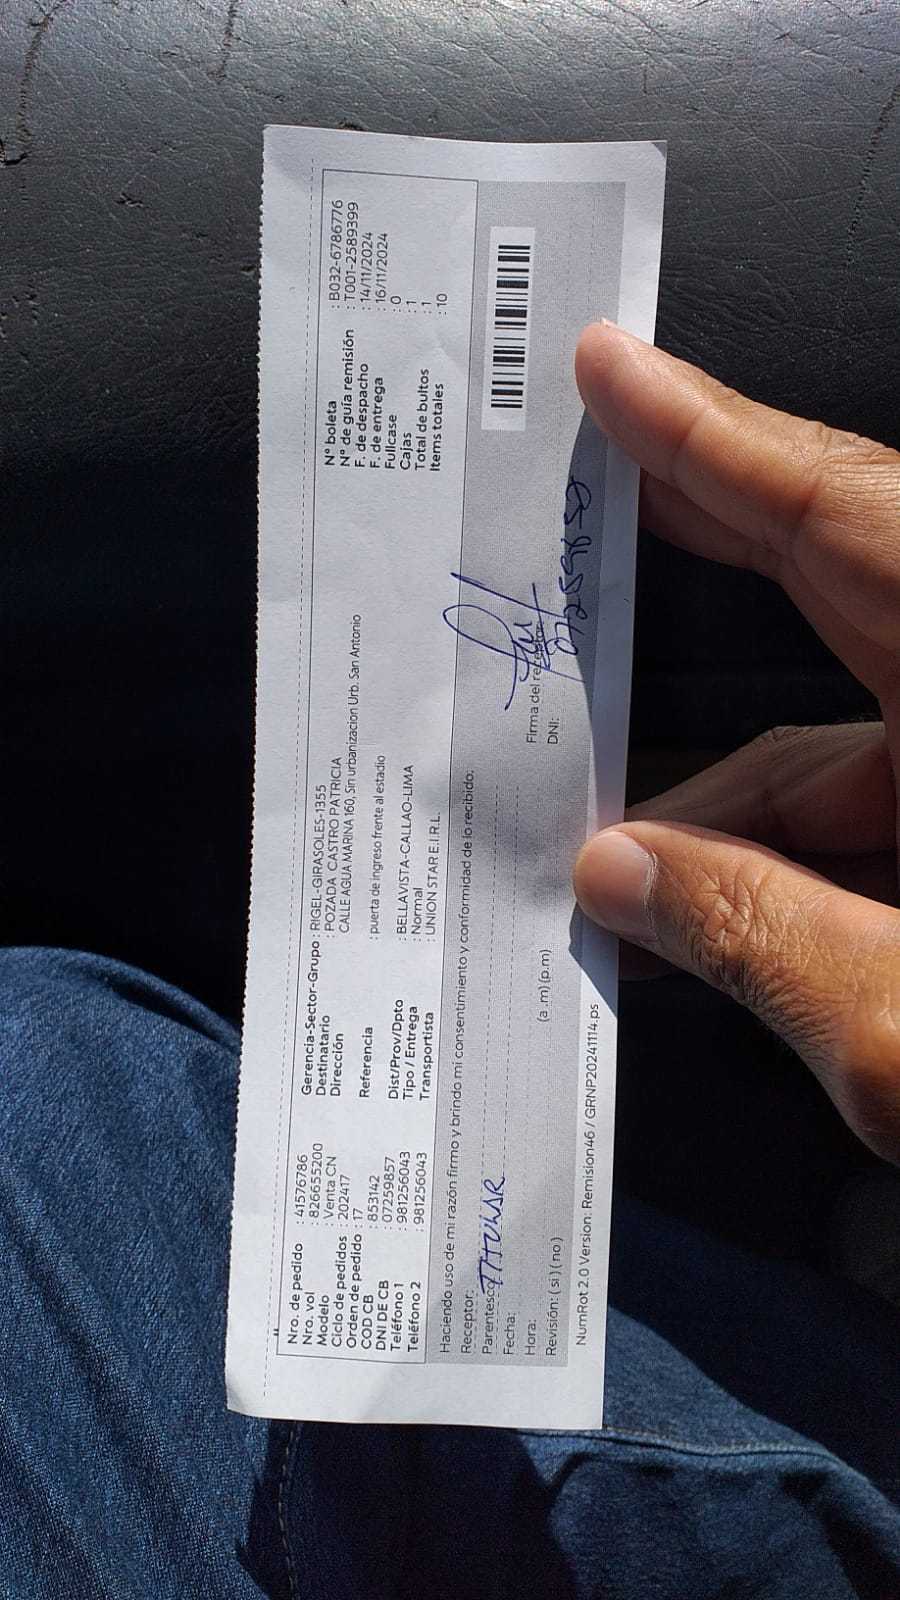 Nro. de pedido : 41576786
Nro. vol : 826655200
Modelo : Venta CN
Ciclo de pedidos : 202417
Orden de pedido : 17
COD CB : 853142
DNI DE CB : 07259857
Teléfono 1 : 981256043
Teléfono 2 : 981256043
Gerencia-Sector-Grupo : RIGEL-GIRASOLES-1355
Destinatario : POZADA CASTRO PATRICIA
Dirección CALLE AGUA MARINA 160, Sin urbanizacion Urb. San Antonio
Referencia : puerta de ingreso frente al estadio
Dist/Prov/Dpto : BELLAVISTA-CALLAO-LIMA
Tipo / Entrega : Normal
Transportista : UNION STAR E.I.R.L.
N° boleta : B032-6786776
N° de guía remisión : T001-2589399
F. de despacho : 14/11/2024
F. de entrega : 16/11/2024
Fullcase : 0
Cajas : 1
Total de bultos : 1
Items totales : 10
Haciendo uso de mi razón firmo y brindo mi consentimiento y conformidad de lo recibido:
Receptor:
Parentesco: TITULAR
Fecha:
Hora: (a .m) (p.m)
Revisión: ( si ) ( no )
Firma del receptor:
DNI:
NumRot 2.0 Version: Remision46 / GRNP20241114.ps